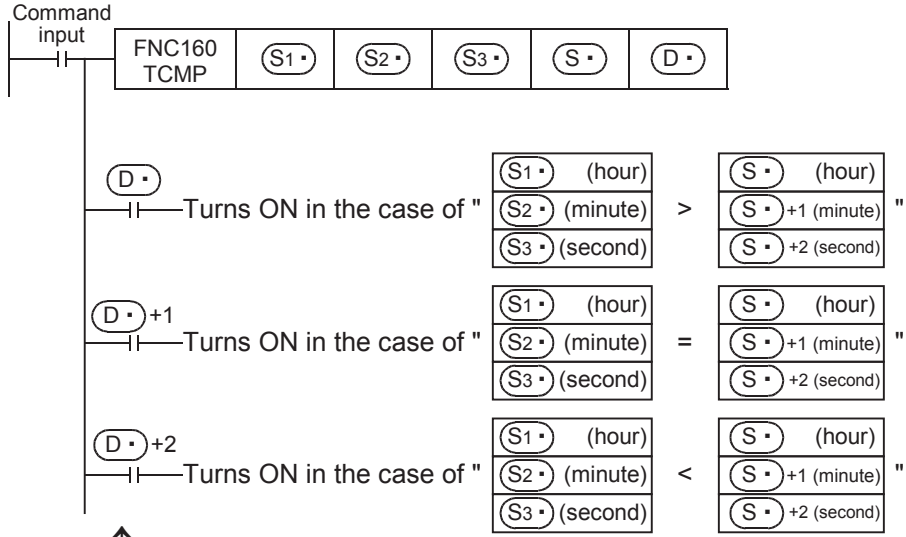 Command
input
FNC160
TCMP
S1・
S2・
S3・
S・
D・
D・
Turns ON in the case of "
S1・ (hour)
S2・ (minute)
S3・ (second)
>
S・ (hour)
S・+1 (minute)
S・+2 (second)
"
D・+1
Turns ON in the case of "
S1・ (hour)
S2・ (minute)
S3・ (second)
=
S・ (hour)
S・+1 (minute)
S・+2 (second)
"
D・+2
Turns ON in the case of "
S1・ (hour)
S2・ (minute)
S3・ (second)
<
S・ (hour)
S・+1 (minute)
S・+2 (second)
"